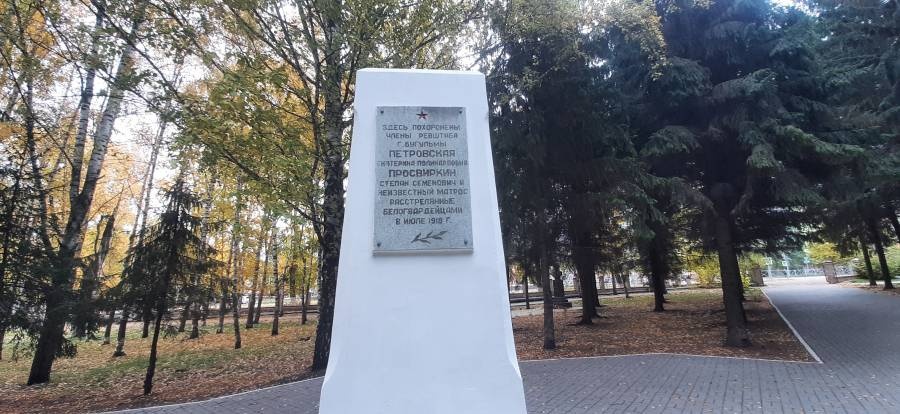 ЗДЕСЬ ПОХОРОНЕНЫ
ЧЛЕНЫ РЕВШТАБА
Г. БУГУЛЬМЫ
ПЕТРОВСКАЯ
ЕКАТЕРИНА ПОЛИКАРПОВНА
ПРОСВИРКИН
СТЕПАН СЕМЕНОВИЧ И
НЕИЗВЕСТНЫЙ МАТРОС
РАССТРЕЛЯННЫЕ
БЕЛОГВАРДЕЙЦАМИ
В ИЮЛЕ 1918 Г.